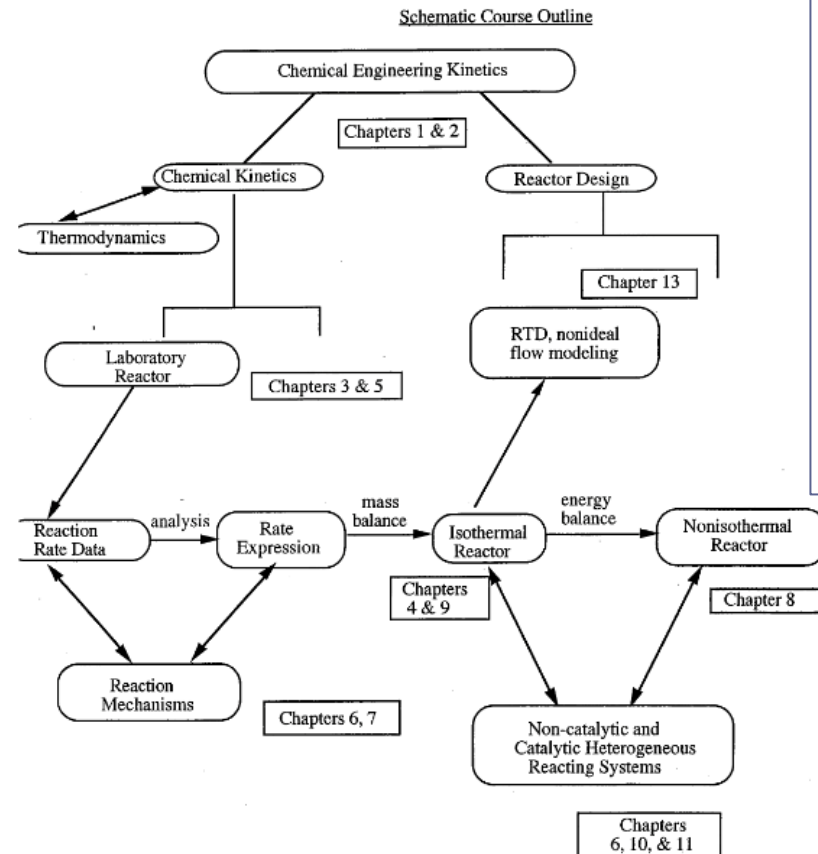 Schematic Course Outline
Chemical Engineering Kinetics
Chapters 1 & 2
Chemical Kinetics
Reactor Design
Thermodynamics
Chapter 13
RTD, nonideal
flow modeling
Laboratory
Reactor
Chapters 3 & 5
Reaction
Rate Data
analysis
Rate
Expression
mass
balance
Isothermal
Reactor
energy
balance
Nonisothermal
Reactor
Chapters
4 & 9
Chapter 8
Reaction
Mechanisms
Chapters 6, 7
Non-catalytic and
Catalytic Heterogeneous
Reacting Systems
Chapters
6, 10, & 11